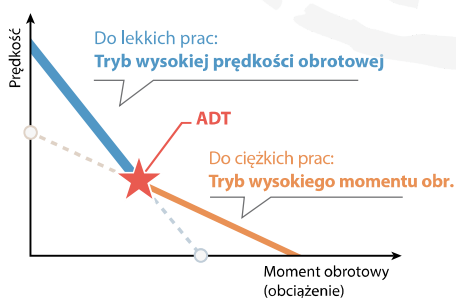 Prędkość
Do lekkich prac:
Tryb wysokiej prędkości obrotowej
ADT
Do ciężkich prac:
Tryb wysokiego momentu obr.
Moment obrotowy
(obciążenie)